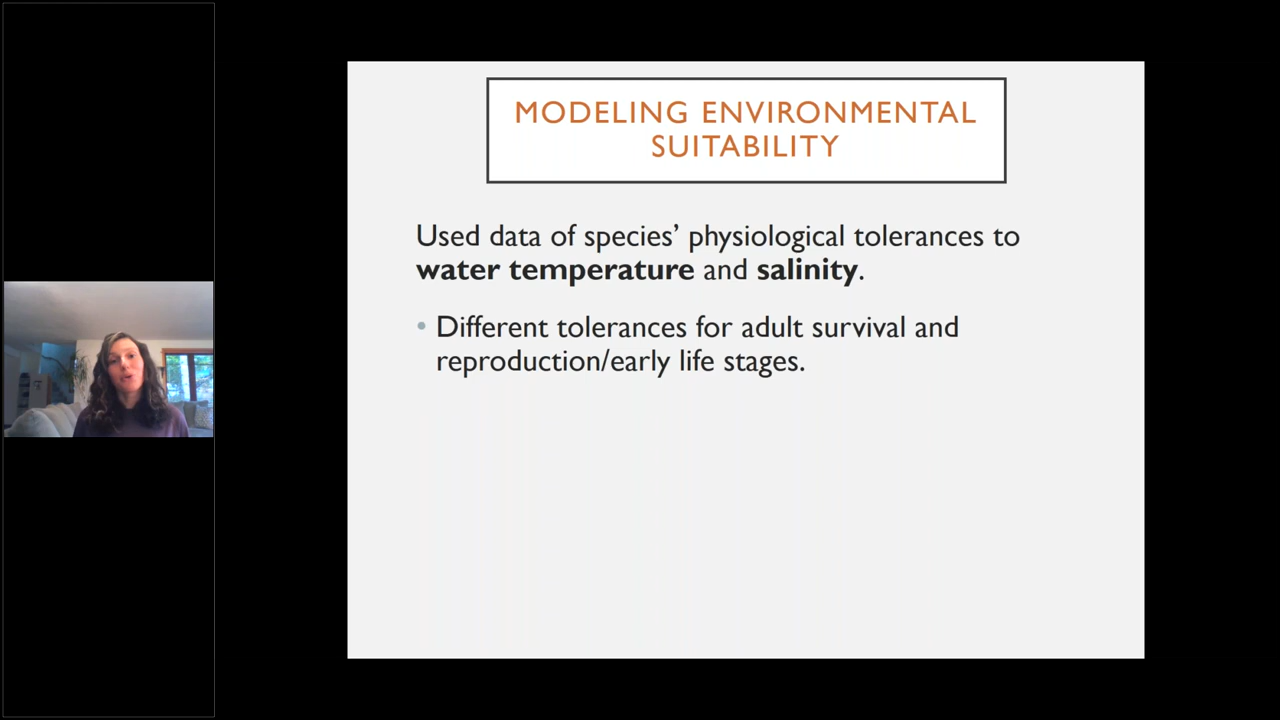 MODELING ENVIRONMENTAL
SUITABILITY
Used data of species’ physiological tolerances to
water temperature and salinity.
• Different tolerances for adult survival and
reproduction/early life stages.